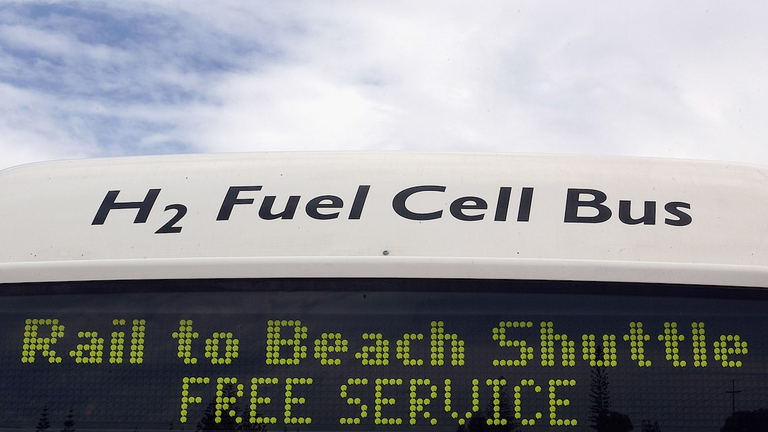 H2 Fuel Cell Bus
Rail to Beach Shuttle
FREE SERVICE